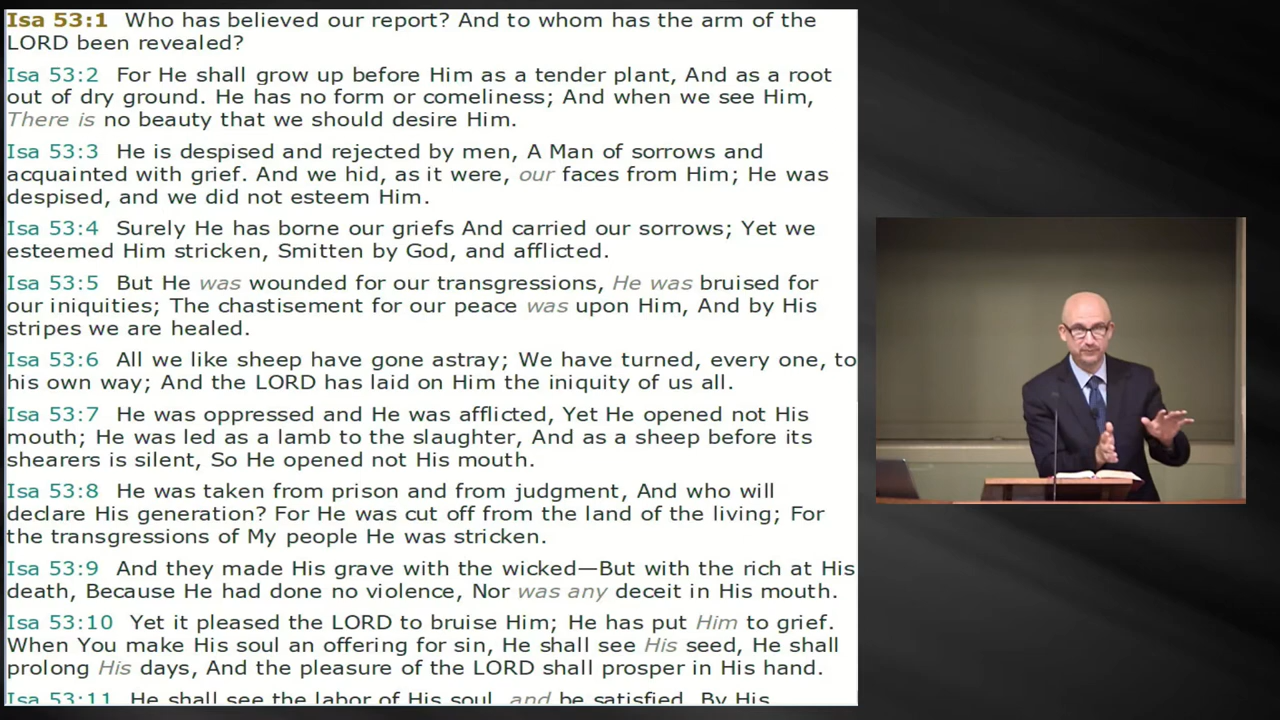 Isa 53:1 Who has believed our report? And to whom has the arm of the
LORD been revealed?
Isa 53:2 For He shall grow up before Him as a tender plant, And as a root
out of dry ground. He has no form or comeliness; And when we see Him,
There is no beauty that we should desire Him.
Isa 53:3 He is despised and rejected by men, A Man of sorrows and
acquainted with grief. And we hid, as it were, our faces from Him; He was
despised, and we did not esteem Him.
Isa 53:4 Surely He has borne our griefs And carried our sorrows; Yet we
esteemed Him stricken, Smitten by God, and afflicted.
Isa 53:5 But He was wounded for our transgressions, He was bruised for
our iniquities; The chastisement for our peace was upon Him, And by His
stripes we are healed.
Isa 53:6 All we like sheep have gone astray; We have turned, every one, to
his own way; And the LORD has laid on Him the iniquity of us all.
Isa 53:7 He was oppressed and He was afflicted, Yet He opened not His
mouth; He was led as a lamb to the slaughter, And as a sheep before its
shearers is silent, So He opened not His mouth.
Isa 53:8 He was taken from prison and from judgment, And who will
declare His generation? For He was cut off from the land of the living; For
the transgressions of My people He was stricken.
Isa 53:9 And they made His grave with the wicked—But with the rich at His
death, Because He had done no violence, Nor was any deceit in His mouth.
Isa 53:10 Yet it pleased the LORD to bruise Him; He has put Him to grief.
When You make His soul an offering for sin, He shall see His seed, He shall
prolong His days, And the pleasure of the LORD shall prosper in His hand.
Isa 53:11 He shall see the labor of His soul, and be satisfied. By His